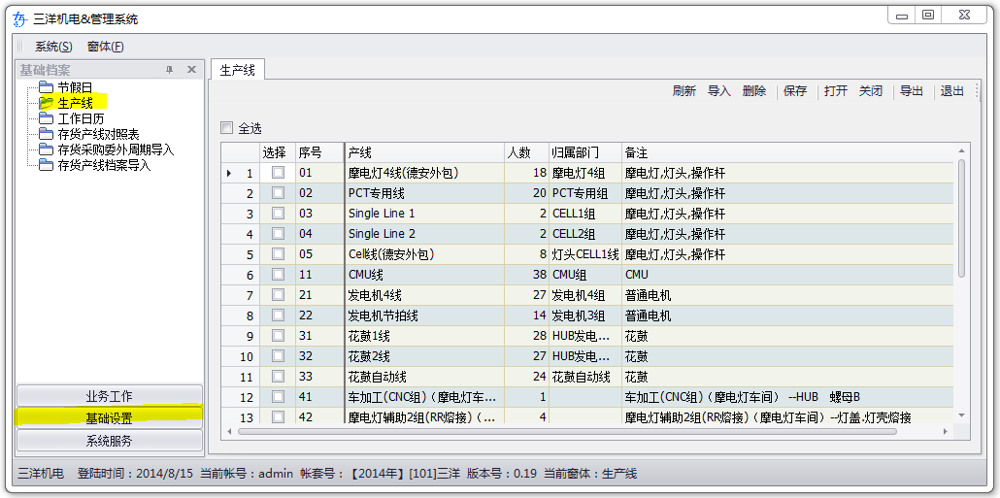 三洋机电&管理系统
系统(S) 窗体(F)
基础档案
节假日
生产线
工作日历
存货产线对照表
存货采购委外周期导入
存货产线档案导入
业务工作
基础设置
系统服务
生产线
刷新 导入 删除 保存 打开 关闭 导出 退出
全选
选择 序号 产线 人数 归属部门 备注
1 01 摩电灯4线(德安外包) 18 摩电灯4组 摩电灯,灯头,操作杆
2 02 PCT专用线 20 PCT专用组 摩电灯,灯头,操作杆
3 03 Single Line 1 2 CELL1组 摩电灯,灯头,操作杆
4 04 Single Line 2 2 CELL2组 摩电灯,灯头,操作杆
5 05 Cell线(德安外包) 8 灯头CELL1线 摩电灯,灯头,操作杆
6 11 CMU线 38 CMU组 CMU
7 21 发电机4线 27 发电机4组 普通电机
8 22 发电机节拍线 14 发电机3组 普通电机
9 31 花鼓1线 28 HUB发电... 花鼓
10 32 花鼓2线 27 HUB发电... 花鼓
11 33 花鼓自动线 24 花鼓自动线 花鼓
12 41 车加工(CNC组)（摩电灯车... 1 车加工(CNC组)（摩电灯车间） --HUB 螺母B
13 42 摩电灯辅助2组(RR熔接)（... 4 摩电灯辅助2组(RR熔接)（摩电灯车间）--灯盖.灯壳熔接
三洋机电 登陆时间：2014/8/15 当前帐号：admin 帐套号：【2014年】[101]三洋 版本号：0.19 当前窗体：生产线